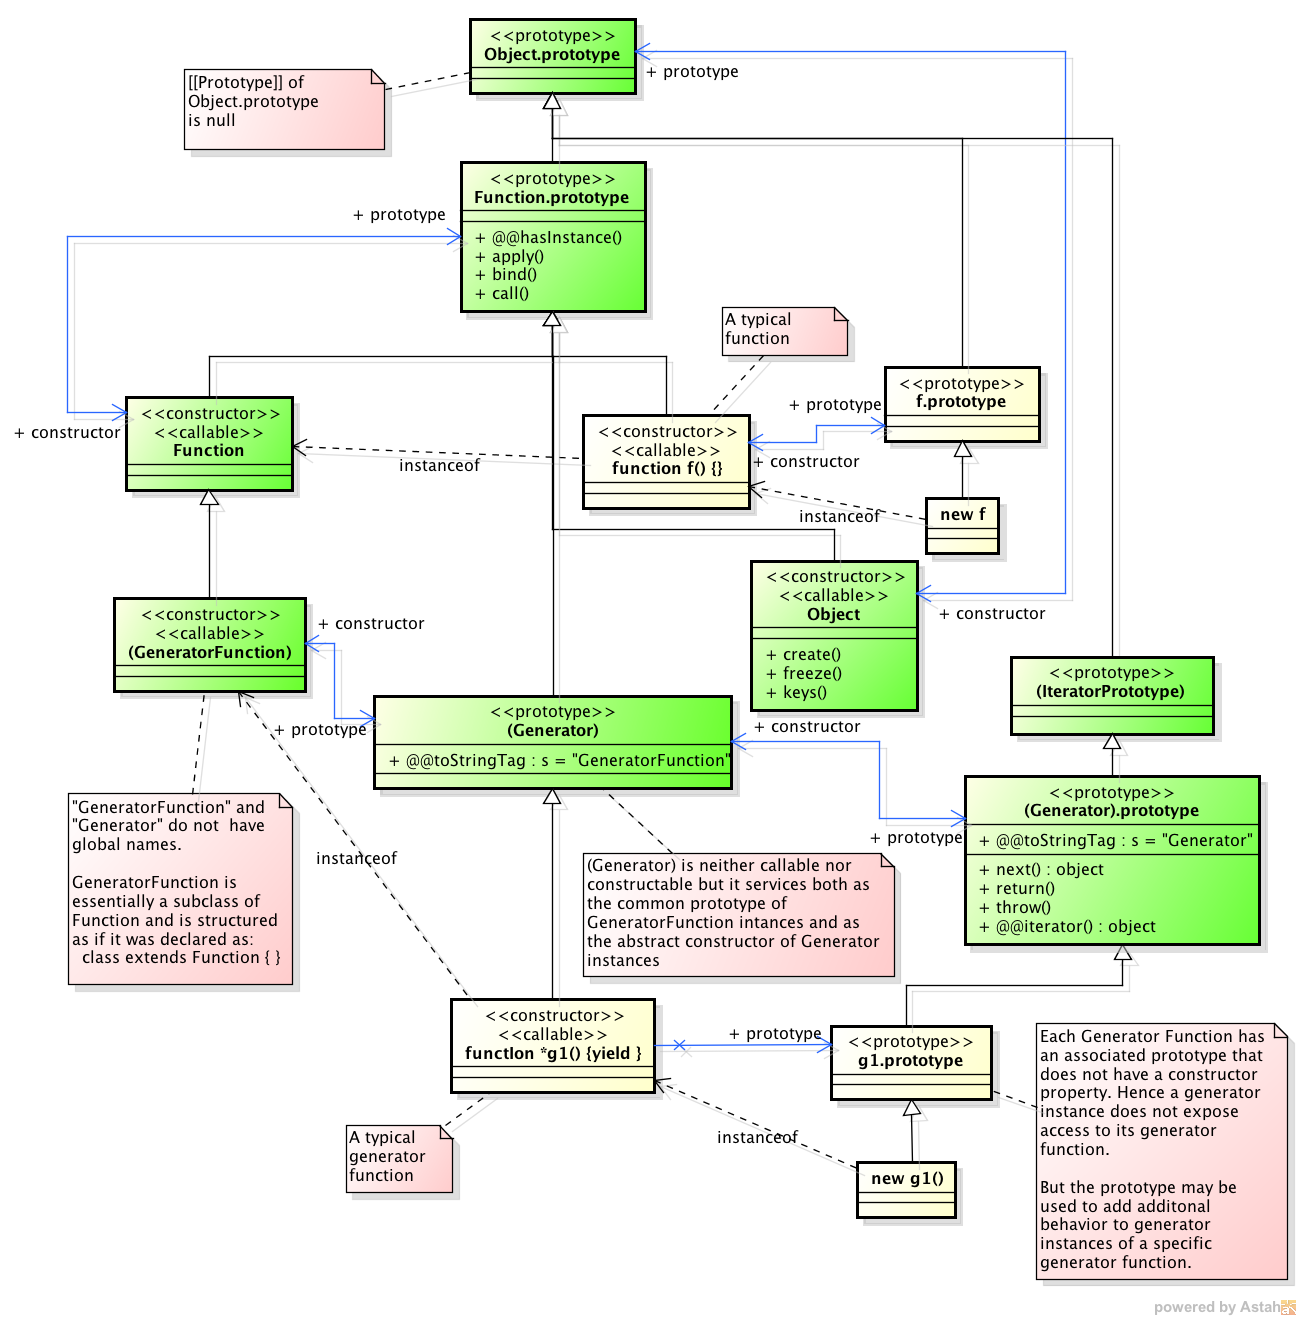 <<prototype>>
Object.prototype
+ prototype
[[Prototype]] of
Object.prototype
is null
<<prototype>>
Function.prototype
+ @@hasInstance()
+ apply()
+ bind()
+ call()
+ prototype
A typical
function
<<prototype>>
f.prototype
+ prototype
<<constructor>>
<<callable>>
Function
+ constructor
<<constructor>>
<<callable>>
function f() {}
+ constructor
instanceof
new f
instanceof
<<constructor>>
<<callable>>
Object
+ create()
+ freeze()
+ keys()
+ constructor
<<constructor>>
<<callable>>
(GeneratorFunction)
+ constructor
<<prototype>>
(IteratorPrototype)
<<prototype>>
(Generator)
+ @@toStringTag : s = "GeneratorFunction"
+ prototype
+ constructor
<<prototype>>
(Generator).prototype
+ @@toStringTag : s = "Generator"
+ next() : object
+ return()
+ throw()
+ @@iterator() : object
+ prototype
"GeneratorFunction" and
"Generator" do not  have
global names.
GeneratorFunction is
essentially a subclass of
Function and is structured
as if it was declared as:
class extends Function { }
instanceof
(Generator) is neither callable nor
constructable but it services both as
the common prototype of
GeneratorFunction intances and as
the abstract constructor of Generator
instances
<<constructor>>
<<callable>>
functIon *g1() {yield }
+ prototype
<<prototype>>
g1.prototype
Each Generator Function has
an associated prototype that
does not have a constructor
property. Hence a generator
instance does not expose
access to its generator
function.
But the prototype may be
used to add additonal
behavior to generator
instances of a specific
generator function.
A typical
generator
function
instanceof
new g1()
powered by Astah